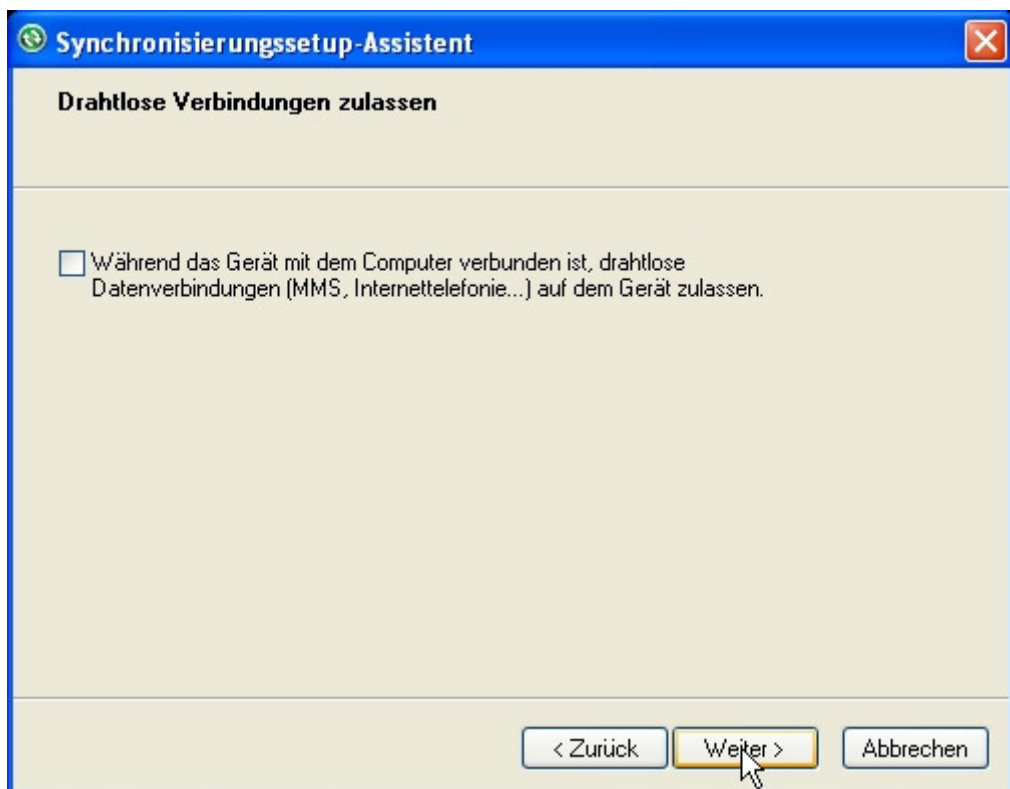 Synchronisierungssetup-Assistent
Drahtlose Verbindungen zulassen
Während das Gerät mit dem Computer verbunden ist, drahtlose
Datenverbindungen (MMS, Internettelefonie...) auf dem Gerät zulassen.
< Zurück Weiter > Abbrechen